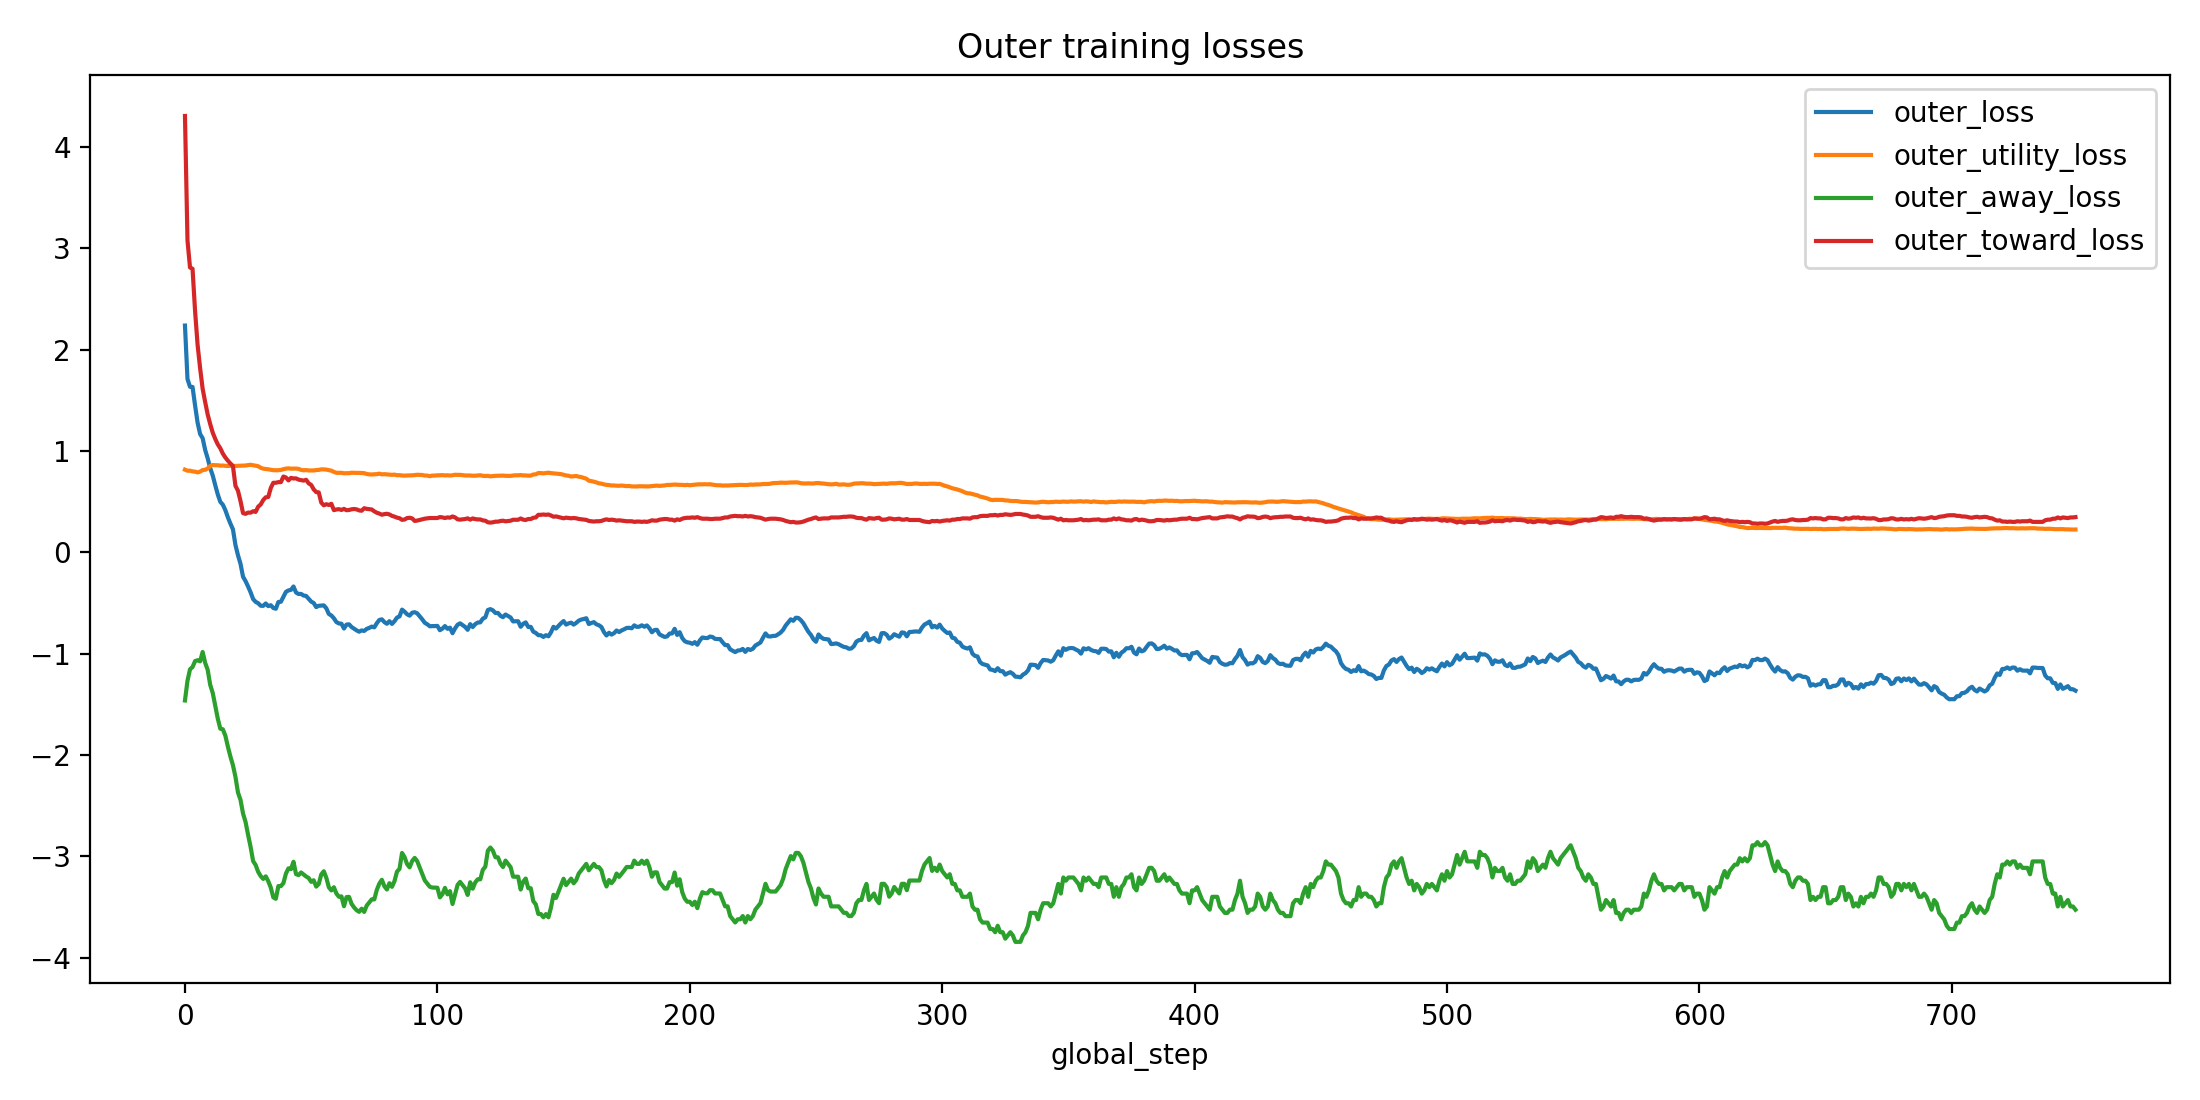 Outer training losses
outer_loss
outer_utility_loss
outer_away_loss
outer_toward_loss
4
3
2
1
0
−1
−2
−3
−4
0 100 200 300 400 500 600 700
global_step